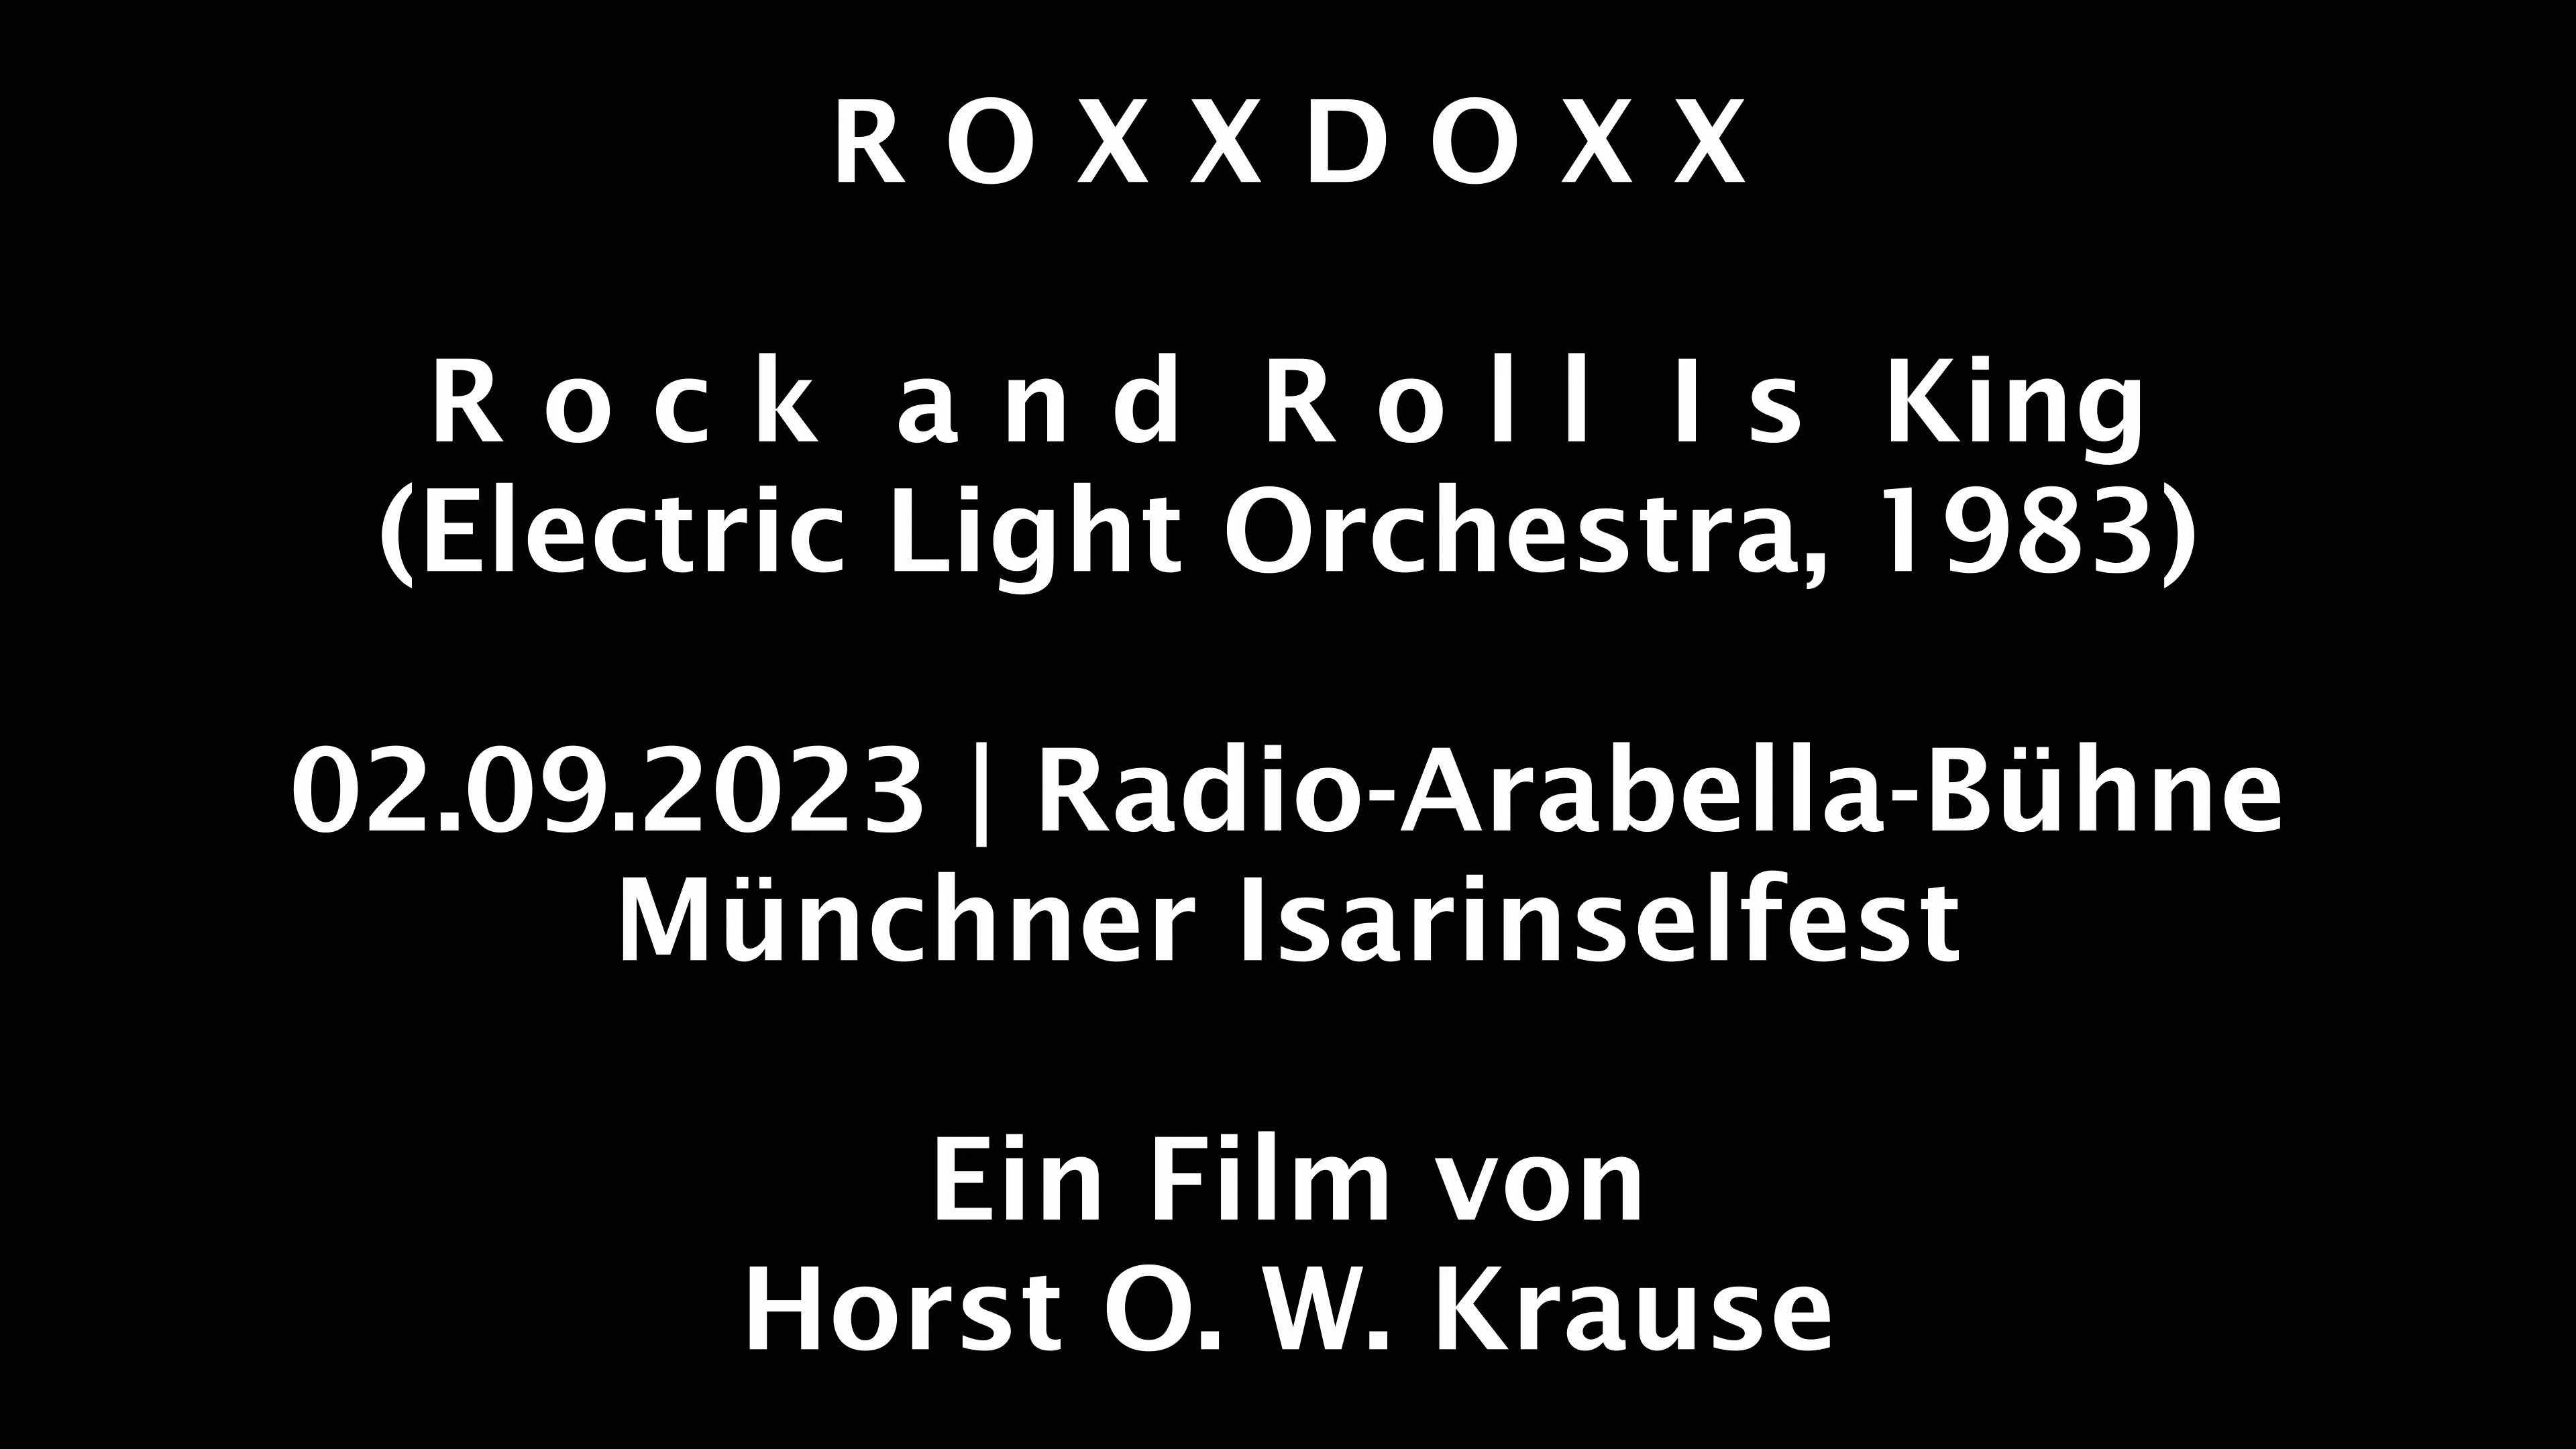 R O X X D O X X
R o c k a n d R o l l I s King
(Electric Light Orchestra, 1983)
02.09.2023 | Radio-Arabella-Bühne
Münchner Isarinselfest
Ein Film von
Horst O. W. Krause